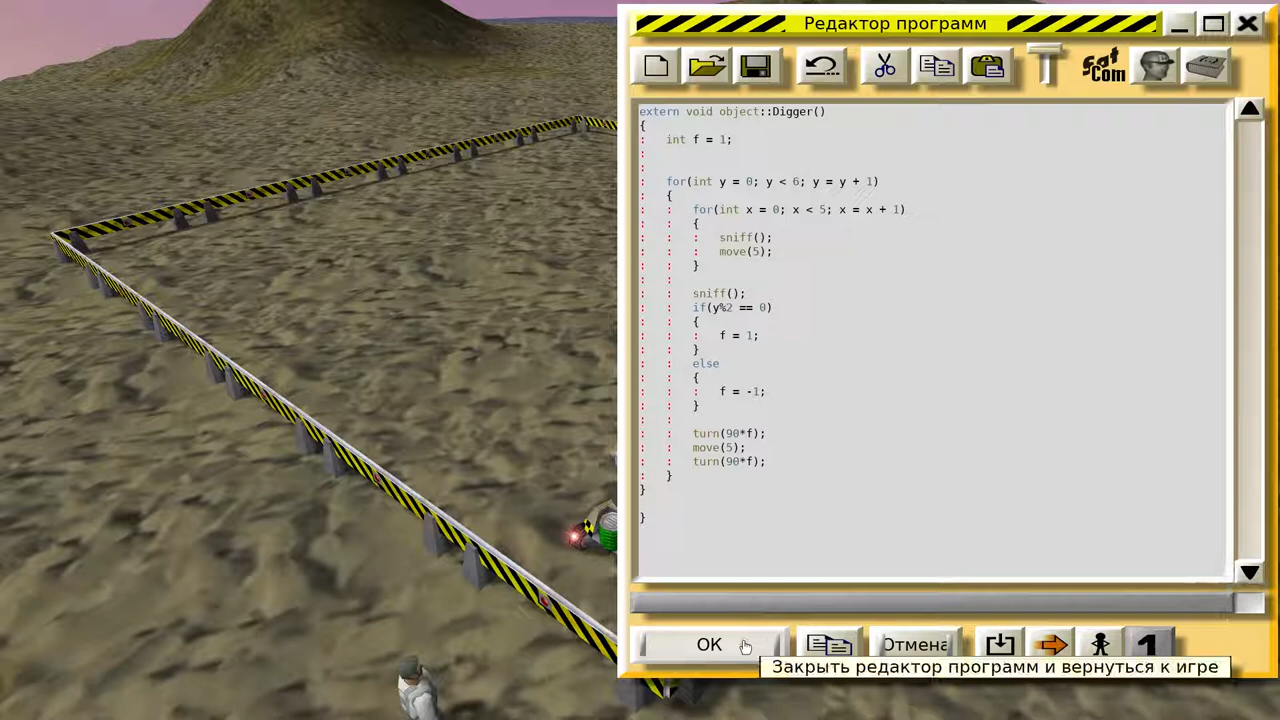 Редактор программ
Sat
Com
extern void object::Digger()
{
:   int f = 1;
:
:
:   for(int y = 0; y < 6; y = y + 1)
:   {
:   :   for(int x = 0; x < 5; x = x + 1)
:   :   {
:   :   :   sniff();
:   :   :   move(5);
:   :   }
:   :
:   :   sniff();
:   :   if(y%2 == 0)
:   :   {
:   :   :   f = 1;
:   :   }
:   :   else
:   :   {
:   :   :   f = -1;
:   :   }
:   :
:   :   turn(90*f);
:   :   move(5);
:   :   turn(90*f);
:   }
}
}
OK
Отмена
Закрыть редактор программ и вернуться к игре